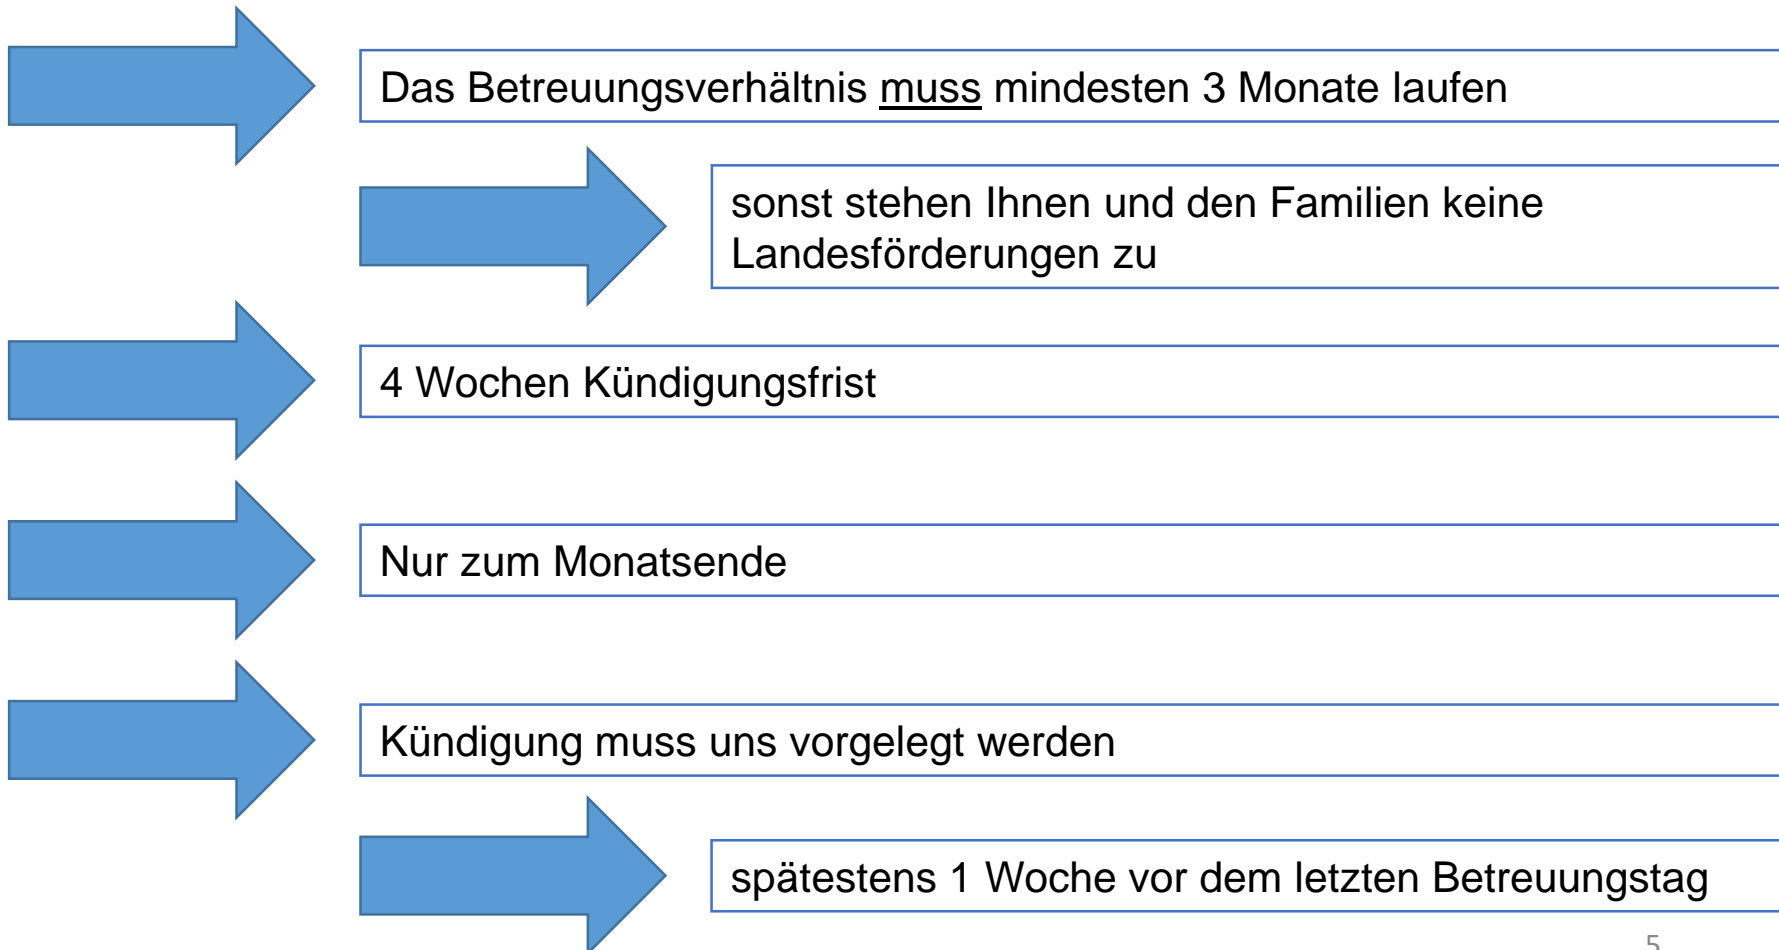 Das Betreuungsverhältnis muss mindesten 3 Monate laufen
sonst stehen Ihnen und den Familien keine
Landesförderungen zu
4 Wochen Kündigungsfrist
Nur zum Monatsende
Kündigung muss uns vorgelegt werden
spätestens 1 Woche vor dem letzten Betreuungstag
5